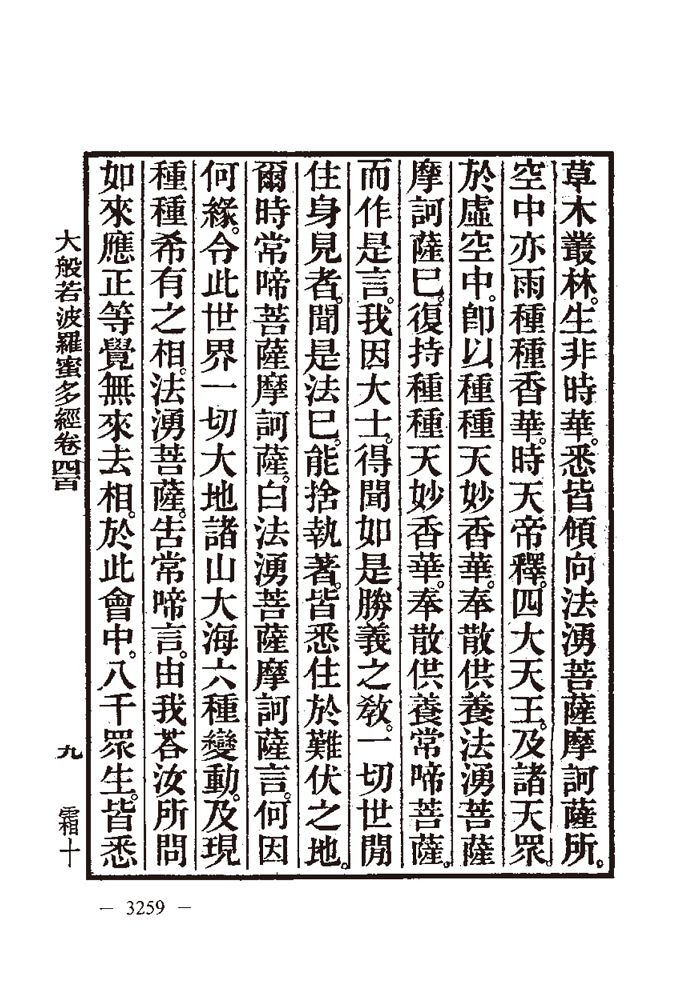 草木叢林。生非時華。悉皆傾向法湧菩薩摩訶薩所。
空中亦雨種種香華。時天帝釋。四大天王。及諸天眾。
於虛空中。卽以種種天妙香華。奉散供養法湧菩薩
摩訶薩已。復持種種天妙香華。奉散供養常啼菩薩。
而作是言。我因大士。得聞如是勝義之教。一切世閒
住身見者。聞是法已。能捨執著。皆悉住於難伏之地。
爾時常啼菩薩摩訶薩。白法湧菩薩摩訶薩言。何因
何緣。令此世界一切大地諸山大海六種變動。及現
種種希有之相。法湧菩薩。告常啼言。由我荅汝所問
如來應正等覺無來去相。於此會中。八千眾生。皆悉
大般若波羅蜜多經卷四百
九
霜十
— 3259 —